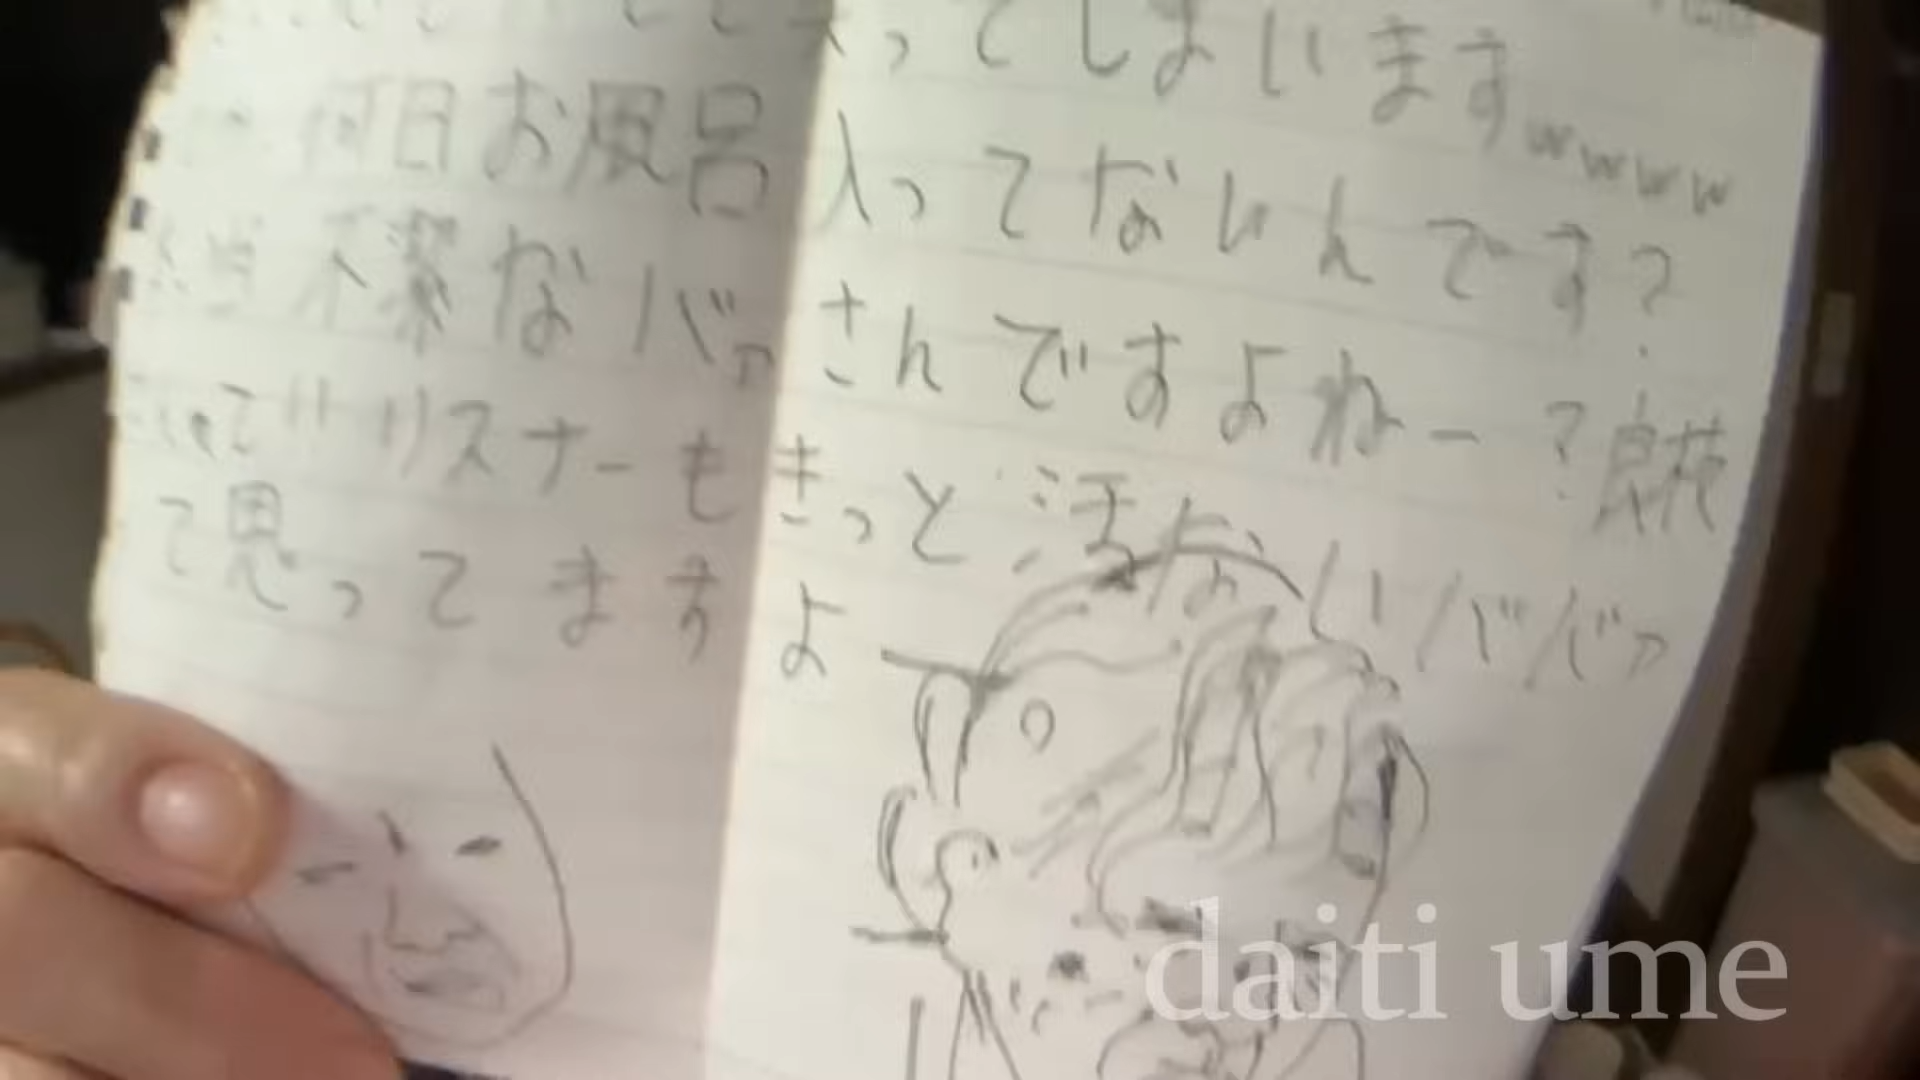 ってしまいますwwww
何日お風呂入ってないんです?
不潔なバァさんですよねー?
リスナーもきっと汚いババァ
て思ってますよ
daiti ume